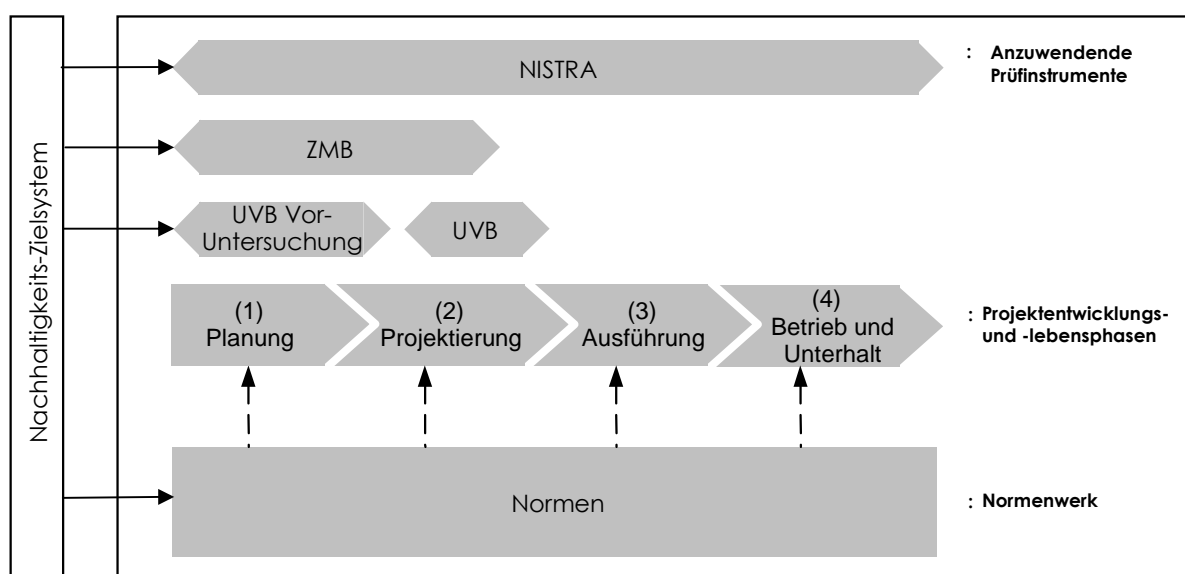 Nachhaltigkeits-Zielsystem
NISTRA
: Anzuwendende
Prüfinstrumente
ZMB
UVB Vor-
Untersuchung
UVB
(1)
Planung
(2)
Projektierung
(3)
Ausführung
(4)
Betrieb und
Unterhalt
: Projektentwicklungs-
und -lebensphasen
Normen
: Normenwerk